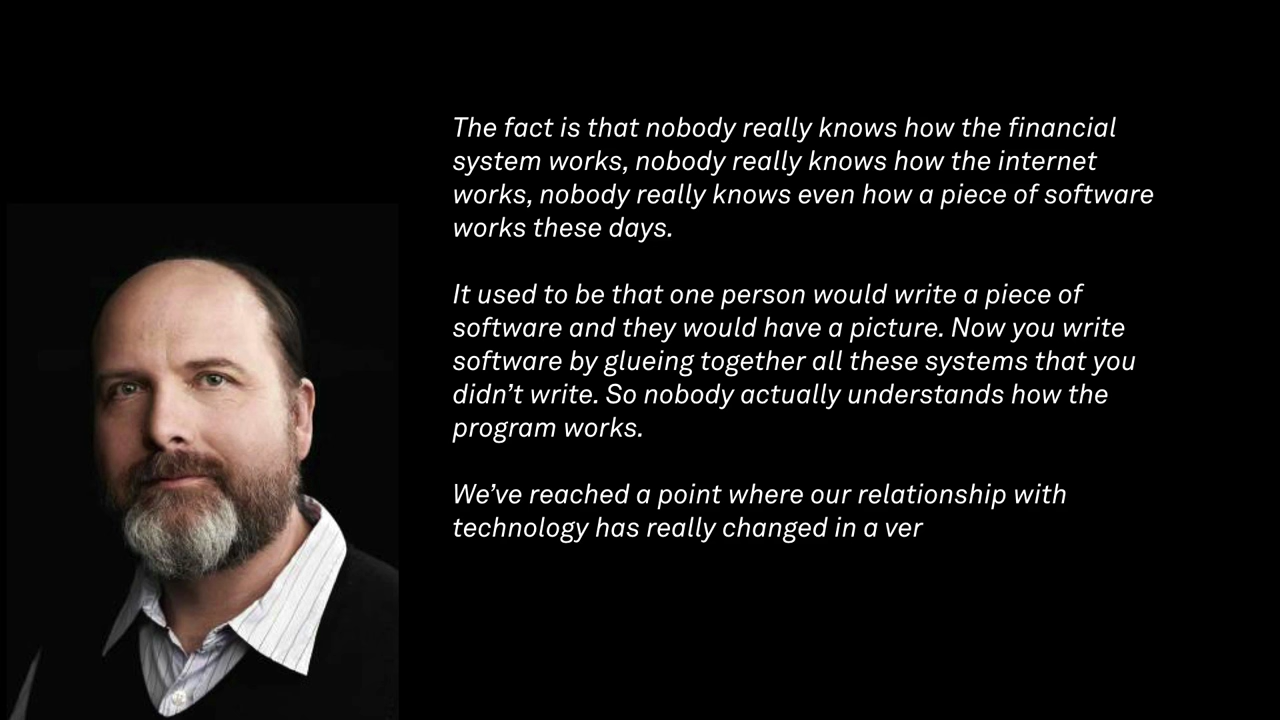 The fact is that nobody really knows how the financial
system works, nobody really knows how the internet
works, nobody really knows even how a piece of software
works these days.
It used to be that one person would write a piece of
software and they would have a picture. Now you write
software by glueing together all these systems that you
didn’t write. So nobody actually understands how the
program works.
We’ve reached a point where our relationship with
technology has really changed in a ver